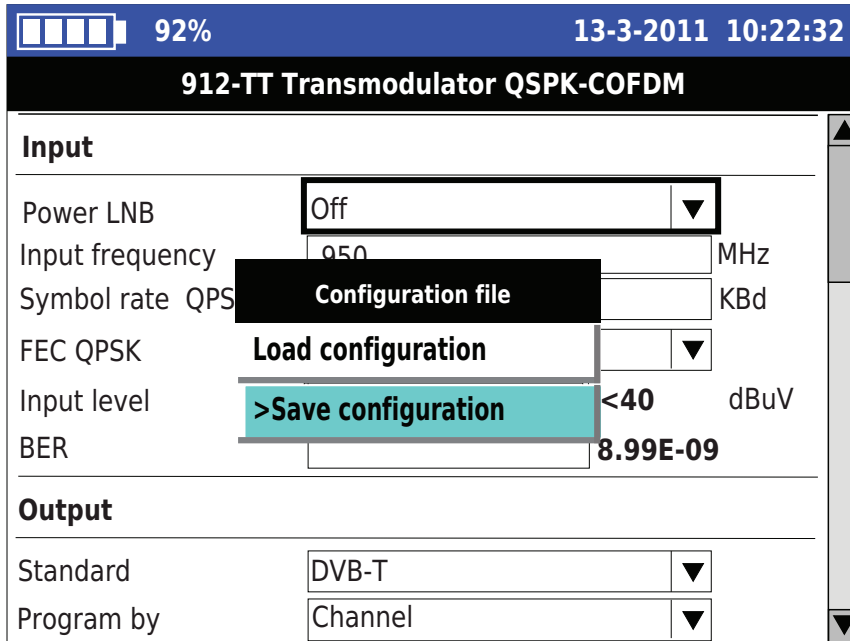 92% 13-3-2011 10:22:32
912-TT Transmodulator QSPK-COFDM
Input
Power LNB Off
Input frequency 950 MHz
Symbol rate QPS KBd
Configuration file
FEC QPSK
Load configuration
Input level <40 dBuV
>Save configuration
BER 8.99E-09
Output
Standard DVB-T
Program by Channel